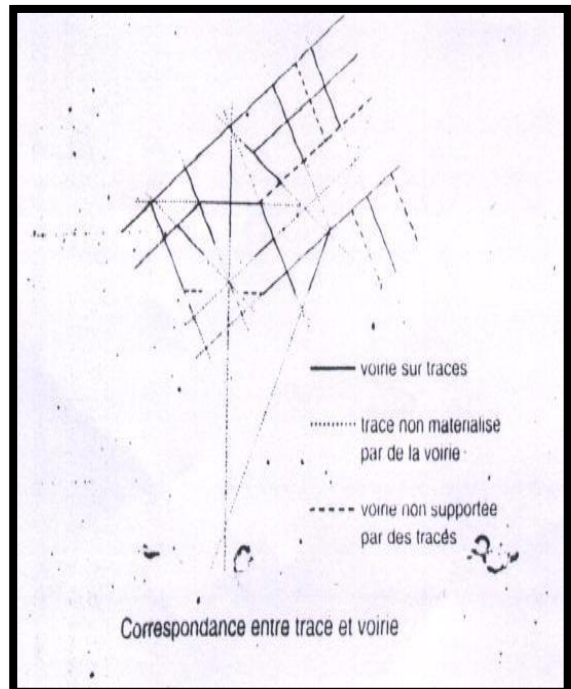 voirie sur traces
trace non materialise
par de la voirie
voirie non supportée
par des tracés
Correspondance entre trace et voirie